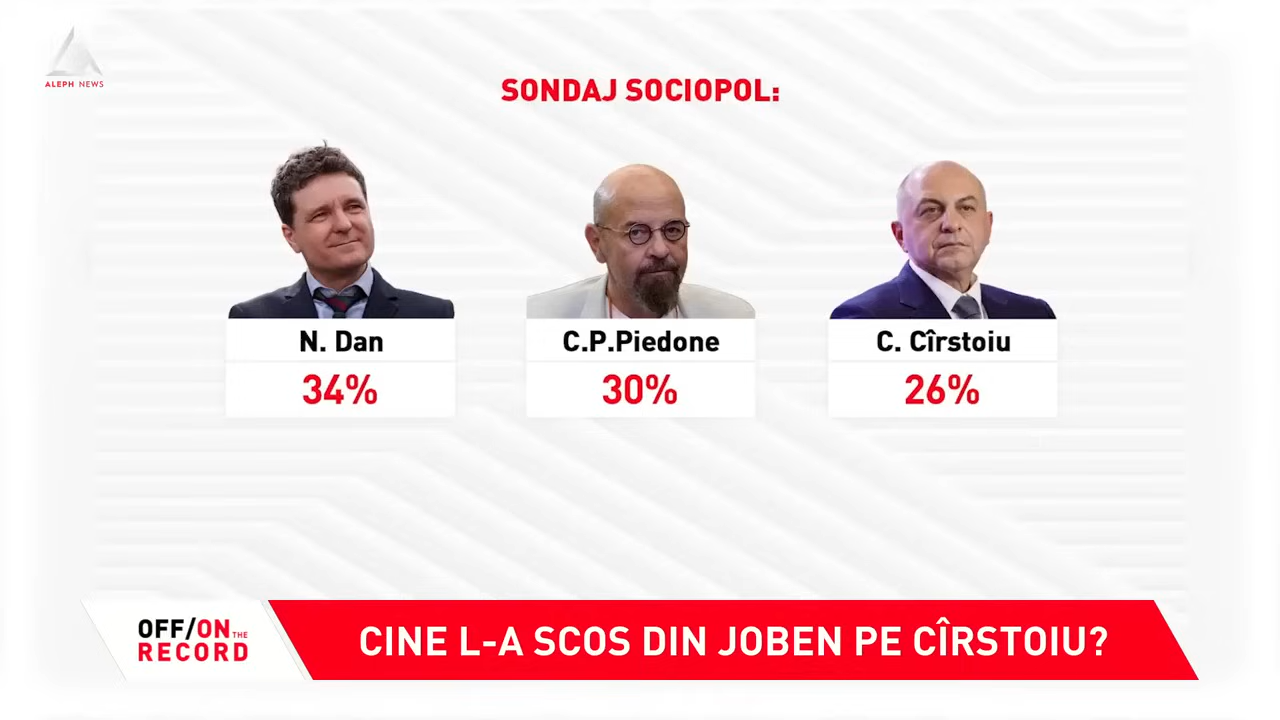 ALEPH NEWS
SONDAJ SOCIOPOL:
N. Dan
34%
C.P.Piedone
30%
C. Cîrstoiu
26%
OFF/ON THE
RECORD
CINE L-A SCOS DIN JOBEN PE CÎRSTOIU?